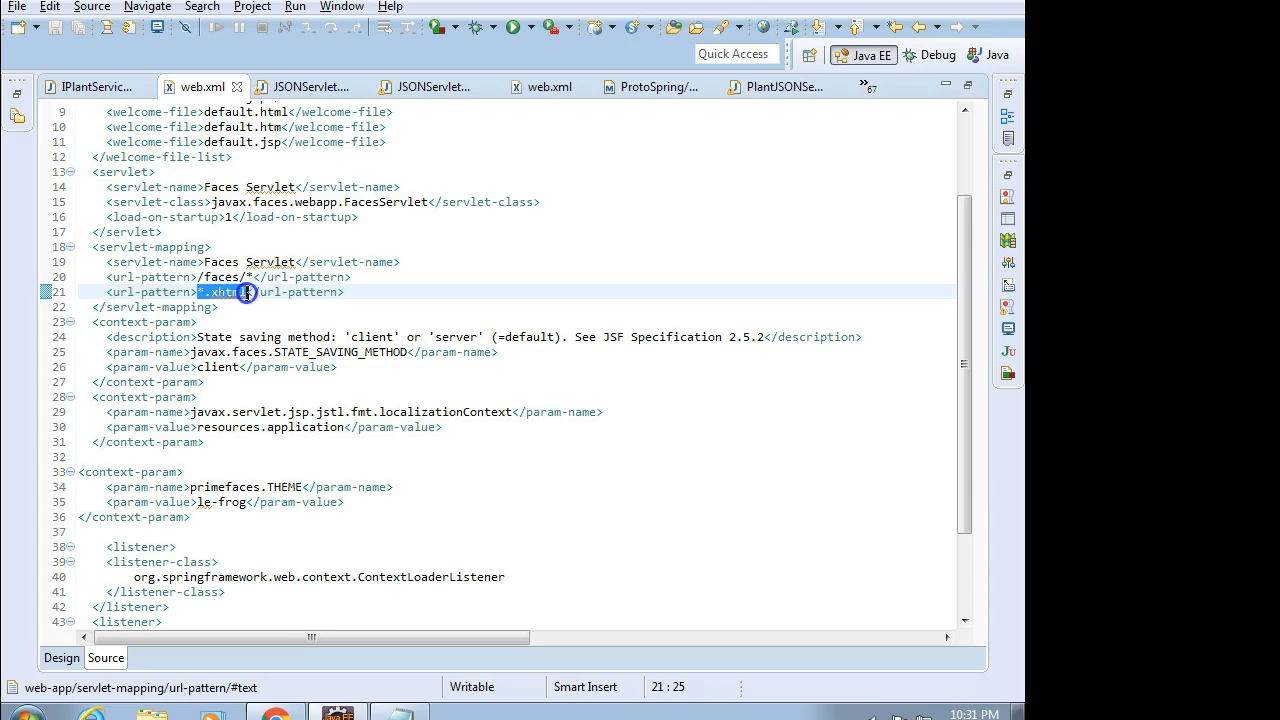 File Edit Source Navigate Search Project Run Window Help
Quick Access Java EE Debug Java
IPlantServic... web.xml JSONServlet.... JSONServlet... web.xml ProtoSpring/... PlantJSONSe... 67
9 <welcome-file>default.html</welcome-file>
10 <welcome-file>default.htm</welcome-file>
11 <welcome-file>default.jsp</welcome-file>
12 </welcome-file-list>
13 <servlet>
14 <servlet-name>Faces Servlet</servlet-name>
15 <servlet-class>javax.faces.webapp.FacesServlet</servlet-class>
16 <load-on-startup>1</load-on-startup>
17 </servlet>
18 <servlet-mapping>
19 <servlet-name>Faces Servlet</servlet-name>
20 <url-pattern>/faces/*</url-pattern>
21 <url-pattern>*.xhtml</url-pattern>
22 </servlet-mapping>
23 <context-param>
24 <description>State saving method: 'client' or 'server' (=default). See JSF Specification 2.5.2</description>
25 <param-name>javax.faces.STATE_SAVING_METHOD</param-name>
26 <param-value>client</param-value>
27 </context-param>
28 <context-param>
29 <param-name>javax.servlet.jsp.jstl.fmt.localizationContext</param-name>
30 <param-value>resources.application</param-value>
31 </context-param>
32
33 <context-param>
34 <param-name>primefaces.THEME</param-name>
35 <param-value>le-frog</param-value>
36 </context-param>
37
38 <listener>
39 <listener-class>
40 org.springframework.web.context.ContextLoaderListener
41 </listener-class>
42 </listener>
43 <listener>
Design Source
web-app/servlet-mapping/url-pattern/#text Writable Smart Insert 21 : 25
10:31 PM